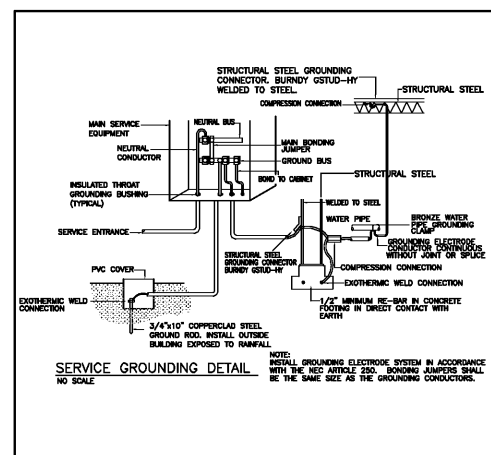 STRUCTURAL STEEL GROUNDING
CONNECTOR. BURNDY GSTUD-HY
WELDED TO STEEL.
STRUCTURAL STEEL
COMPRESSION CONNECTION
NEUTRAL BUS
MAIN SERVICE
EQUIPMENT
MAIN BONDING
JUMPER
NEUTRAL
CONDUCTOR
GROUND BUS
BOND TO CABINET
STRUCTURAL STEEL
INSULATED THROAT
GROUNDING BUSHING
(TYPICAL)
WELDED TO STEEL
WATER PIPE
BRONZE WATER
PIPE GROUNDING
CLAMP
SERVICE ENTRANCE
GROUNDING ELECTRODE
CONDUCTOR CONTINUOUS
WITHOUT JOINT OR SPLICE
STRUCTURAL STEEL
GROUNDING CONNECTOR
BURNDY GSTUD-HY
COMPRESSION CONNECTION
PVC COVER
EXOTHERMIC WELD CONNECTION
EXOTHERMIC WELD
CONNECTION
1/2" MINIMUM RE-BAR IN CONCRETE
FOOTING IN DIRECT CONTACT WITH
EARTH
3/4"x10" COPPERCLAD STEEL
GROUND ROD. INSTALL OUTSIDE
BUILDING EXPOSED TO RAINFALL
SERVICE GROUNDING DETAIL
NO SCALE
NOTE:
INSTALL GROUNDING ELECTRODE SYSTEM IN ACCORDANCE
WITH THE NEC ARTICLE 250. BONDING JUMPERS SHALL
BE THE SAME SIZE AS THE GROUNDING CONDUCTORS.